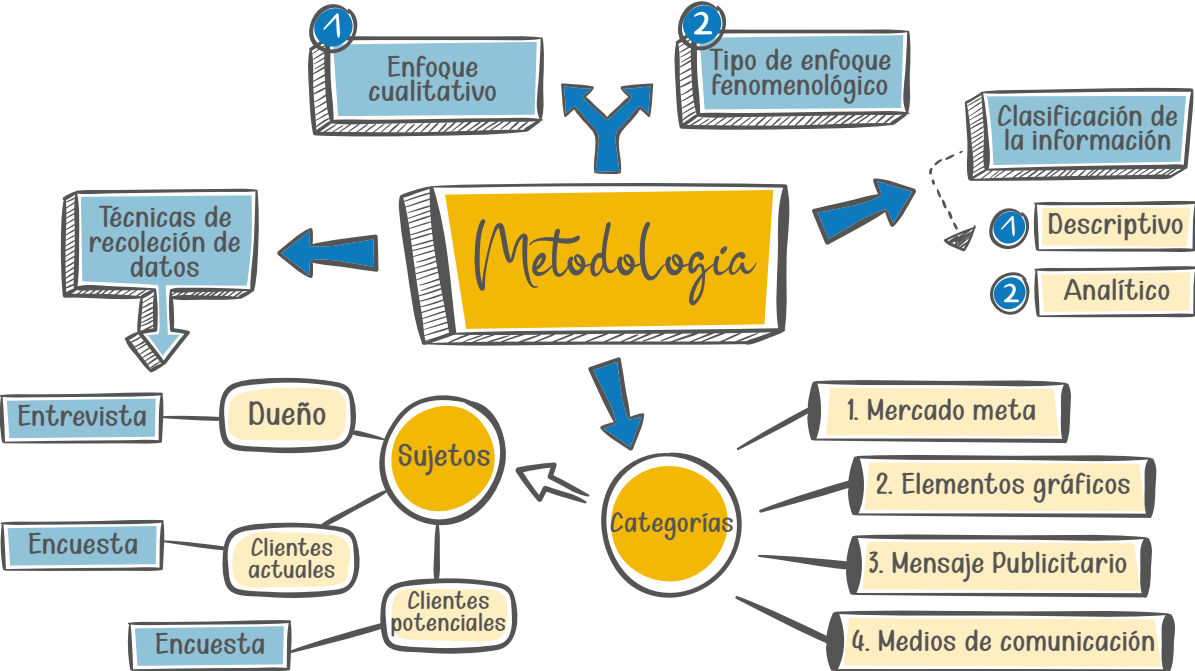 1
Enfoque
cualitativo
2
Tipo de enfoque
fenomenológico
Clasificación de
la información
1
Descriptivo
2
Analítico
Metodología
Técnicas de
recoleción de
datos
Entrevista
Dueño
Sujetos
Encuesta
Clientes
actuales
Clientes
potenciales
Encuesta
Categorías
1. Mercado meta
2. Elementos gráficos
3. Mensaje Publicitario
4. Medios de comunicación